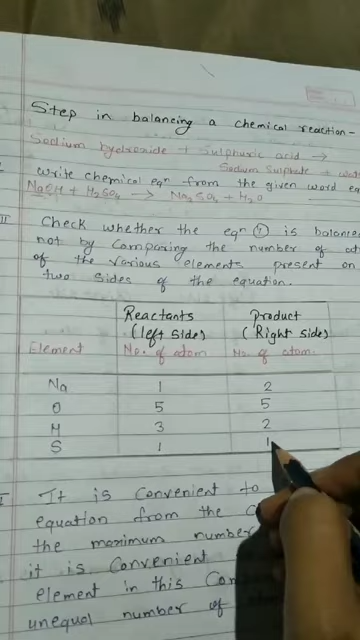 Step in balancing a chemical reaction-
Sodium hydroxide + Sulphuric acid →
Sodium Sulphate +
write chemical eqn from the given word
NaOH + H₂SO₄ → Na₂SO₄ + H₂O
II Check whether the eqn ① is balanced
not by Comparing the number of
of the various elements present on
two sides of the equation.
Element Reactants (left side) No. of atom Product (Right side) No. of atom
Na 1 2
O 5 5
H 3 2
S 1 1
It is Convenient to
equation from the
the maximum number
it is Convenient
element in this
unequal number of